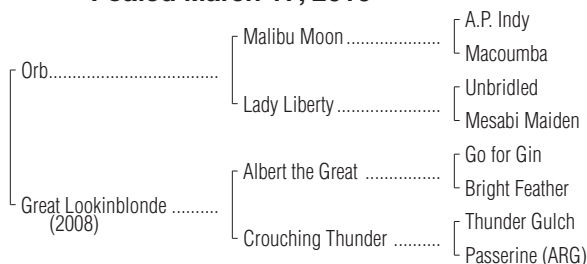 Foaled March 17,
A.P. Indy
Malibu Moon ....................
Macoumba
Orb....................................
Unbridled
Lady Liberty ......................
Mesabi Maiden
Go for Gin
Albert the Great ................
Bright Feather
Great Lookinblonde ..........
(2008)
Thunder Gulch
Crouching Thunder ..........
Passerine (ARG)